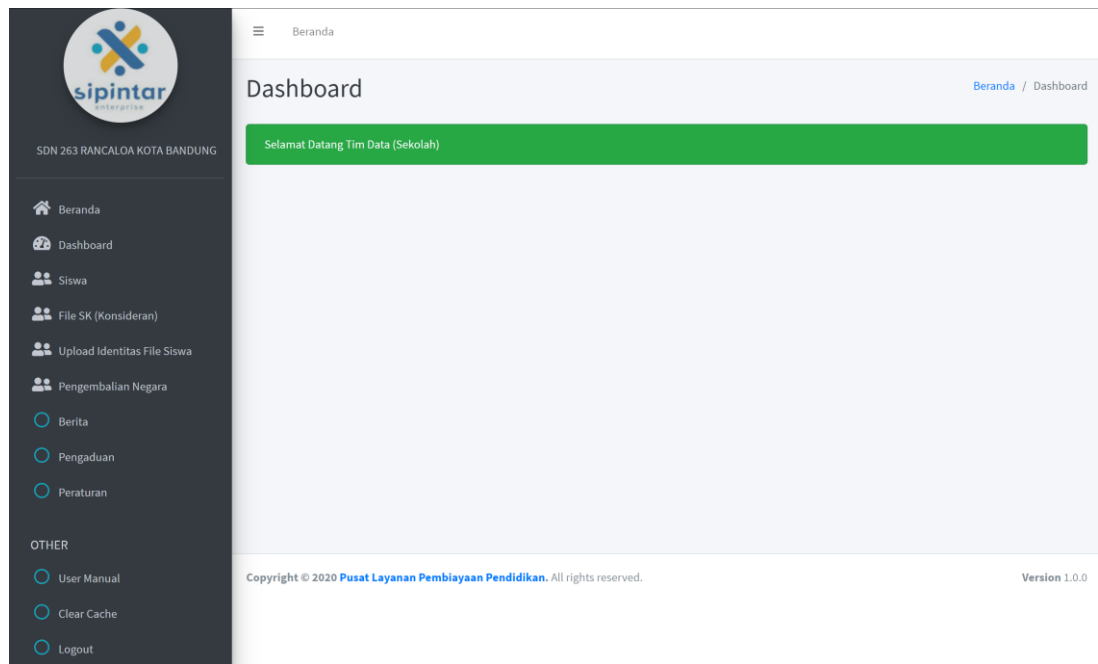 sipintar
enterprise
SDN 263 RANCALOA KOTA BANDUNG
Beranda
Dashboard
Siswa
File SK (Konsideran)
Upload Identitas File Siswa
Pengembalian Negara
Berita
Pengaduan
Peraturan
OTHER
User Manual
Clear Cache
Logout
Beranda
Dashboard
Beranda / Dashboard
Selamat Datang Tim Data (Sekolah)
Copyright © 2020 Pusat Layanan Pembiayaan Pendidikan. All rights reserved.
Version 1.0.0